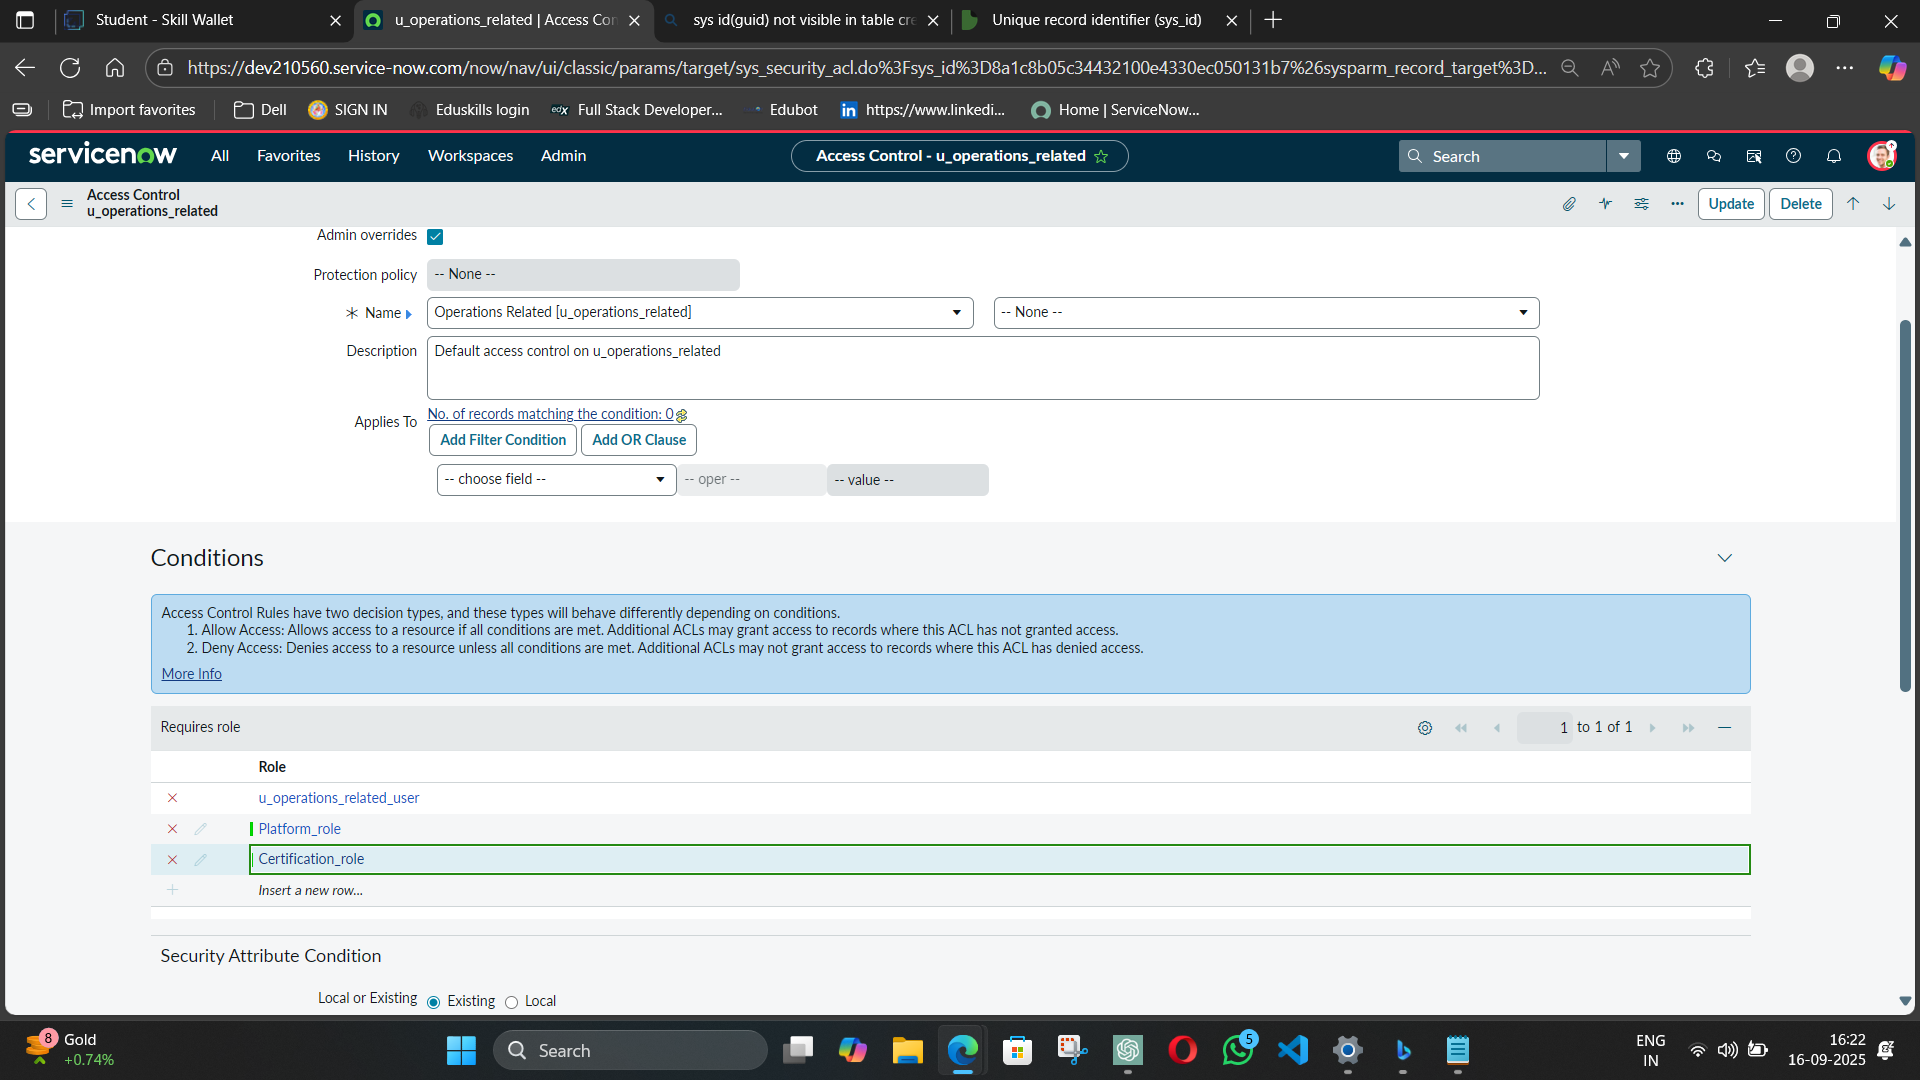 Student - Skill Wallet
u_operations_related | Access Con
sys id(guid) not visible in table cre
Unique record identifier (sys_id)
https://dev210560.service-now.com/now/nav/ui/classic/params/target/sys_security_acl.do%3Fsys_id%3D8a1c8b05c34432100e4330ec050131b7%26sysparm_record_target%3D...
Import favorites
Dell
SIGN IN
Eduskills login
edX
Full Stack Developer...
Edubot
https://www.linkedi...
Home | ServiceNow...
servicenow
All
Favorites
History
Workspaces
Admin
Access Control - u_operations_related
Search
Access Control
u_operations_related
Update
Delete
Admin overrides
Protection policy
-- None --
Name
Operations Related [u_operations_related]
-- None --
Description
Default access control on u_operations_related
Applies To
No. of records matching the condition: 0
Add Filter Condition
Add OR Clause
-- choose field --
-- oper --
-- value --
Conditions
Access Control Rules have two decision types, and these types will behave differently depending on conditions.
1. Allow Access: Allows access to a resource if all conditions are met. Additional ACLs may grant access to records where this ACL has not granted access.
2. Deny Access: Denies access to a resource unless all conditions are met. Additional ACLs may not grant access to records where this ACL has denied access.
More Info
Requires role
1 to 1 of 1
Role
u_operations_related_user
Platform_role
Certification_role
Insert a new row...
Security Attribute Condition
Local or Existing
Existing
Local
8
Gold
+0.74%
Search
5
ENG
IN
16:22
16-09-2025